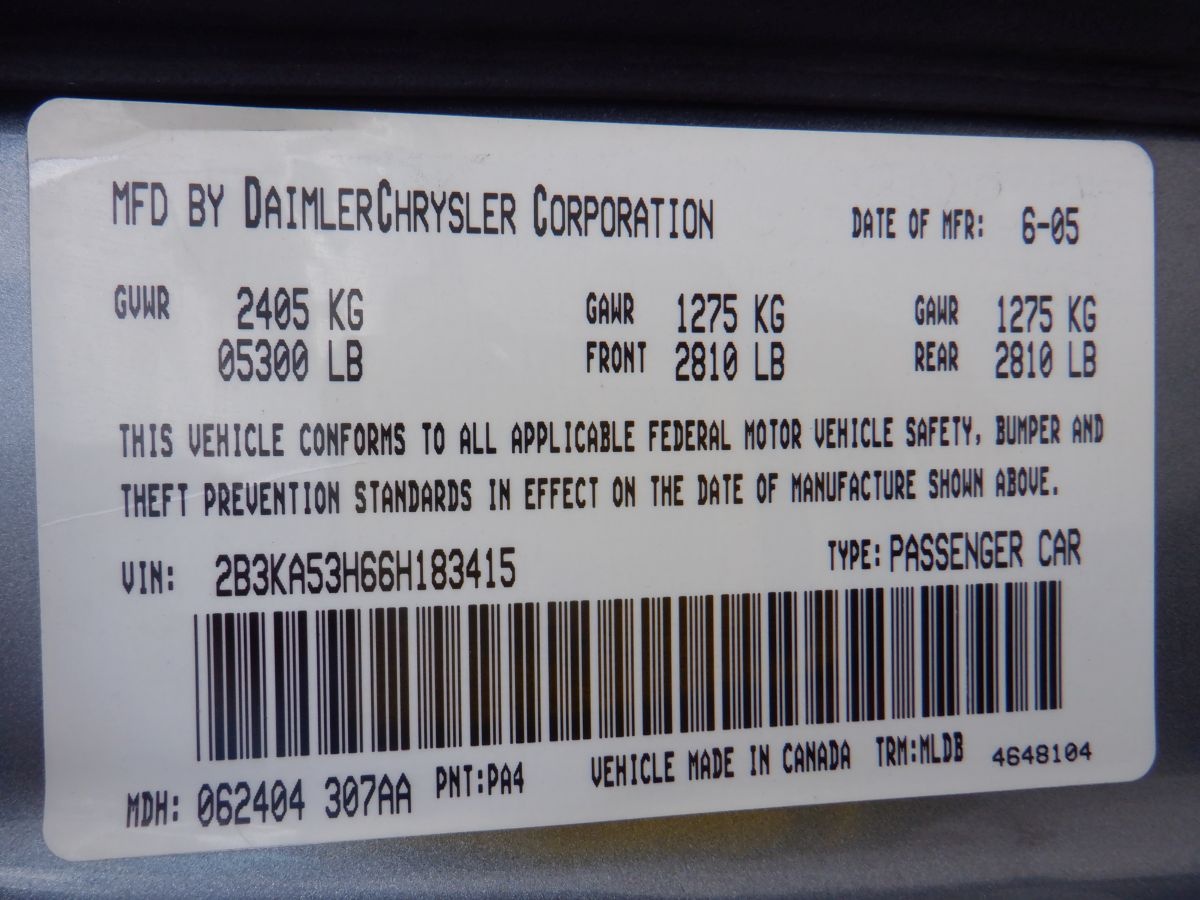 MFD BY DAIMLERCHRYSLER CORPORATION DATE OF MFR: 6-05
GVWR 2405 KG GAWR 1275 KG GAWR 1275 KG
05300 LB FRONT 2810 LB REAR 2810 LB
THIS VEHICLE CONFORMS TO ALL APPLICABLE FEDERAL MOTOR VEHICLE SAFETY, BUMPER AND
THEFT PREVENTION STANDARDS IN EFFECT ON THE DATE OF MANUFACTURE SHOWN ABOVE.
VIN: 2B3KA53H66H183415 TYPE: PASSENGER CAR
MDH: 062404 307AA PNT:PA4 VEHICLE MADE IN CANADA TRM:MLDB 4648104